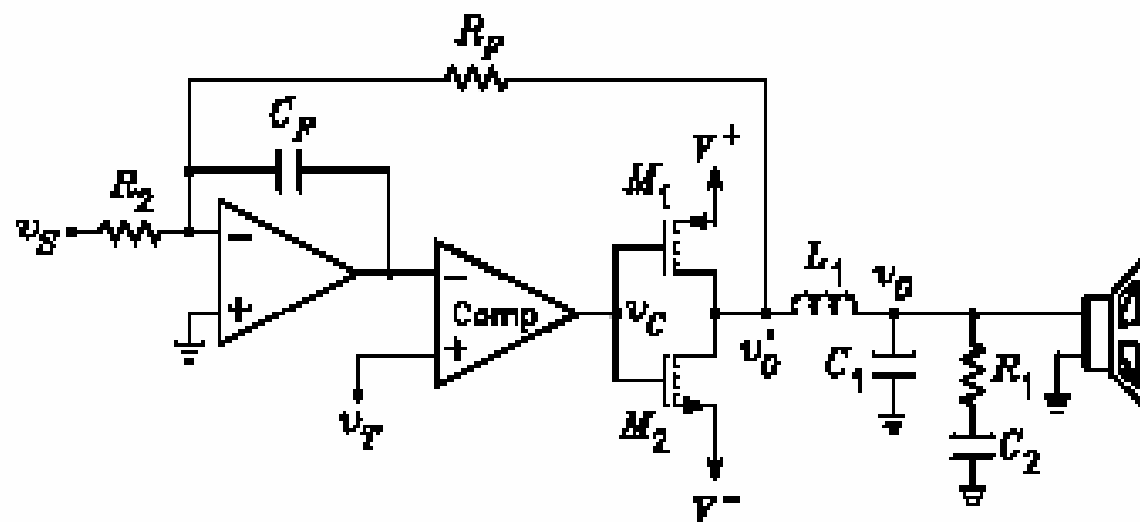 R_F
C_F
V^+
M_1
R_2
v_S
−
+
−
Comp
+
v_C
L_1
v_O
v_O'
C_1
R_1
v_T
M_2
C_2
V^-